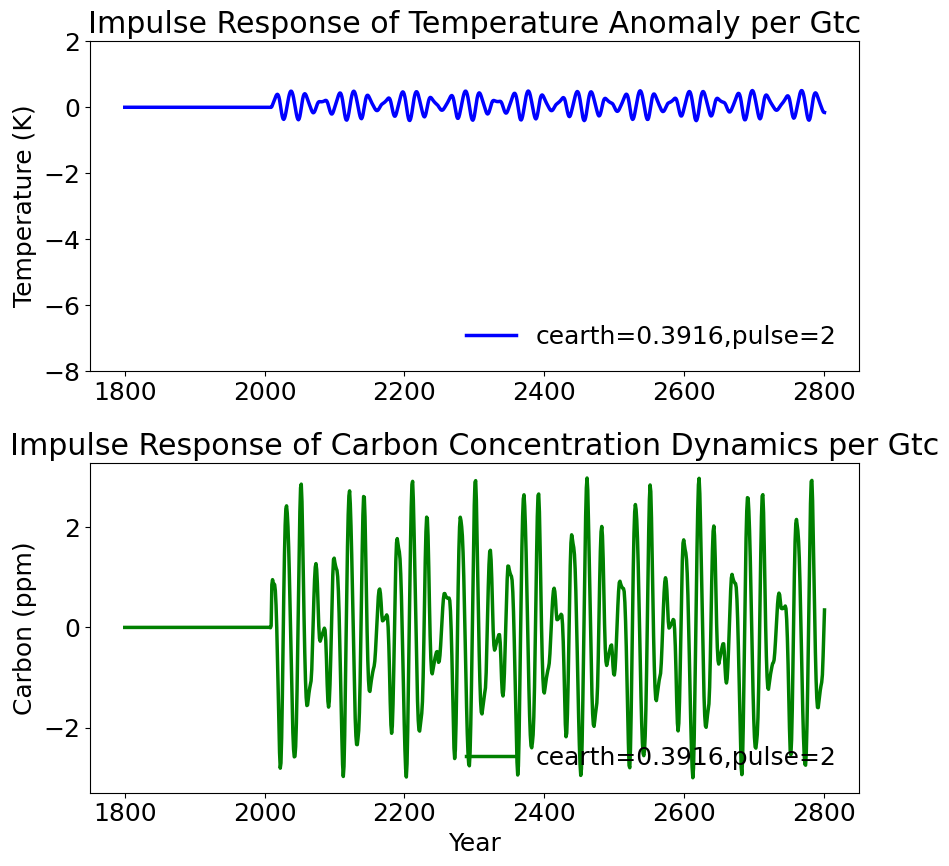 Impulse Response of Temperature Anomaly per Gtc
2
0
−2
−4
−6
−8
Temperature (K)
cearth=0.3916,pulse=2
1800 2000 2200 2400 2600 2800
Impulse Response of Carbon Concentration Dynamics per Gtc
2
0
−2
Carbon (ppm)
cearth=0.3916,pulse=2
1800 2000 2200 2400 2600 2800
Year